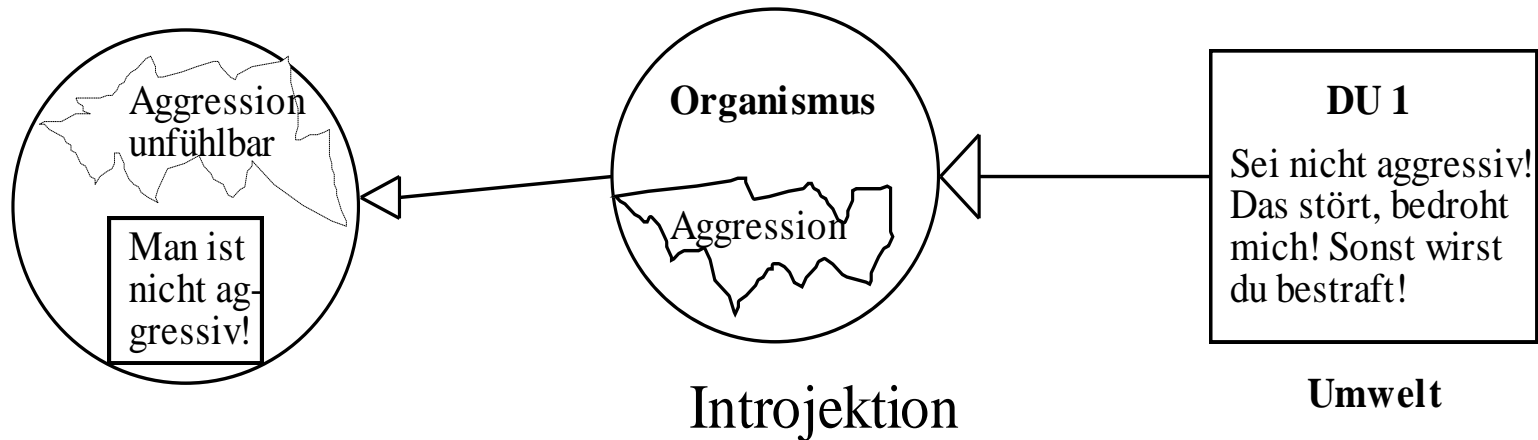 Aggression
unfühlbar
Man ist
nicht ag-
gressiv!
Organismus
Aggression
DU 1
Sei nicht aggressiv!
Das stört, bedroht
mich! Sonst wirst
du bestraft!
Umwelt
Introjektion